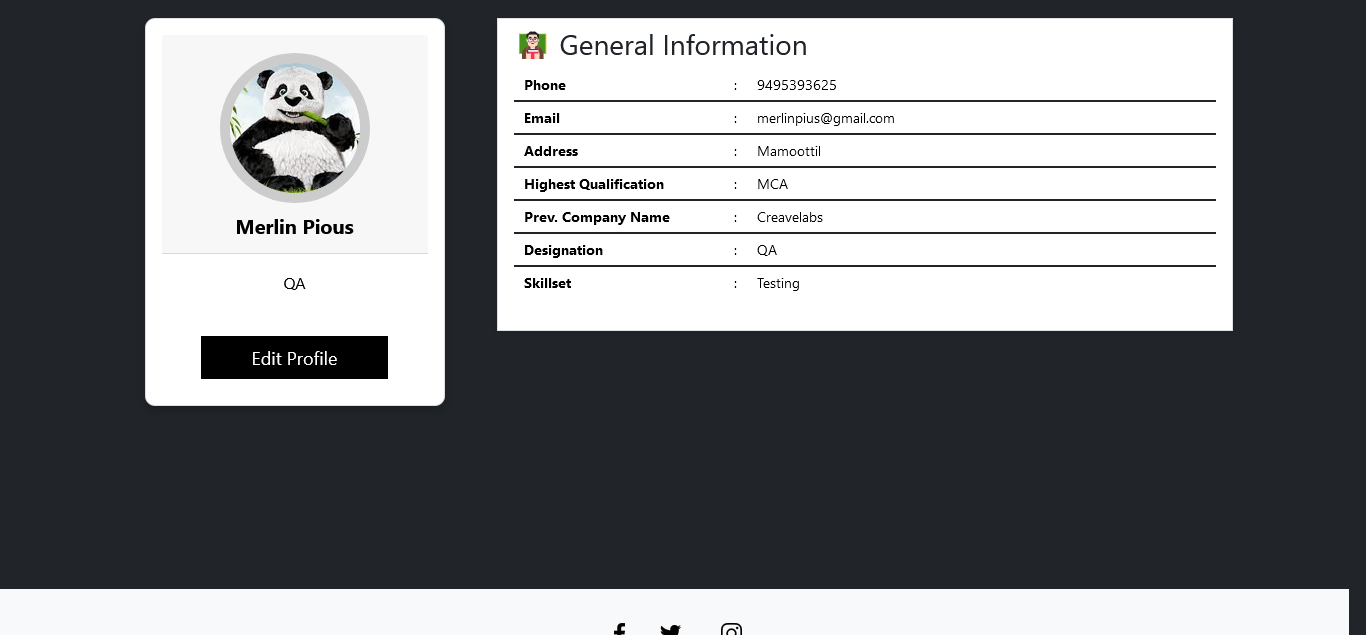 Merlin Pious
QA
Edit Profile
General Information
Phone : 9495393625
Email : merlinpius@gmail.com
Address : Mamoottil
Highest Qualification : MCA
Prev. Company Name : Creavelabs
Designation : QA
Skillset : Testing